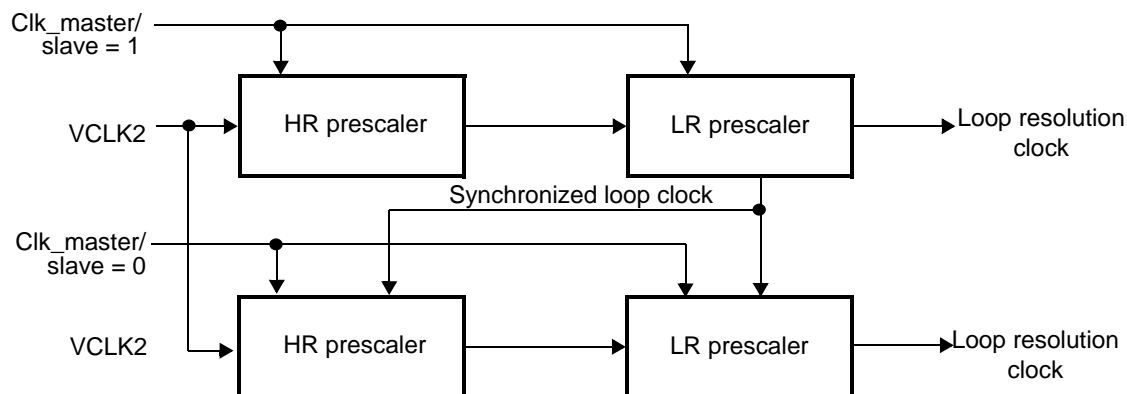 Clk_master/
slave = 1
HR prescaler
LR prescaler
VCLK2
Loop resolution
clock
Synchronized loop clock
Clk_master/
slave = 0
HR prescaler
LR prescaler
VCLK2
Loop resolution
clock